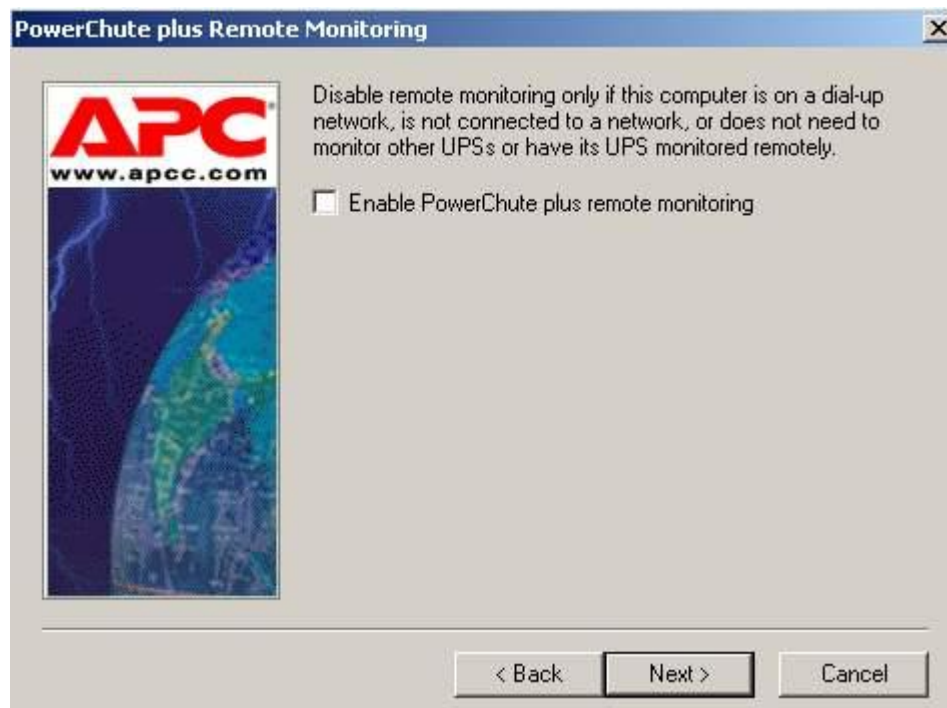 PowerChute plus Remote Monitoring
APC
www.apcc.com
Disable remote monitoring only if this computer is on a dial-up
network, is not connected to a network, or does not need to
monitor other UPSs or have its UPS monitored remotely.
Enable PowerChute plus remote monitoring
< Back
Next >
Cancel